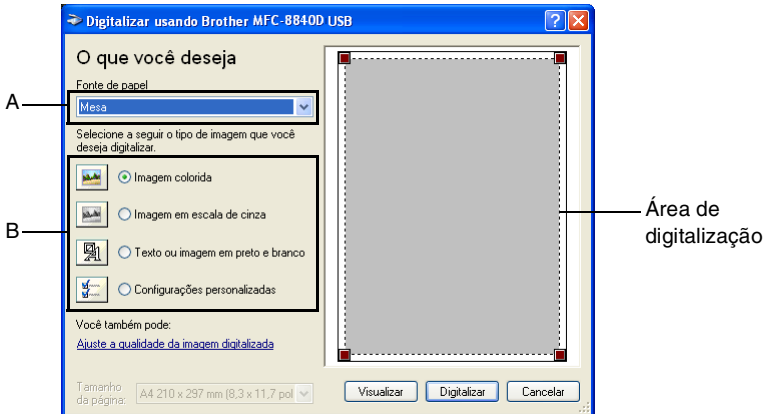 Digitalizar usando Brother MFC-8840D USB
O que você deseja
Fonte de papel
A
Mesa
Selecione a seguir o tipo de imagem que você
deseja digitalizar.
Imagem colorida
Imagem em escala de cinza
B
Texto ou imagem em preto e branco
Configurações personalizadas
Você também pode:
Ajuste a qualidade da imagem digitalizada
Tamanho
da página:
A4 210 x 297 mm (8,3 x 11,7 pol
Visualizar
Digitalizar
Cancelar
Área de
digitalização